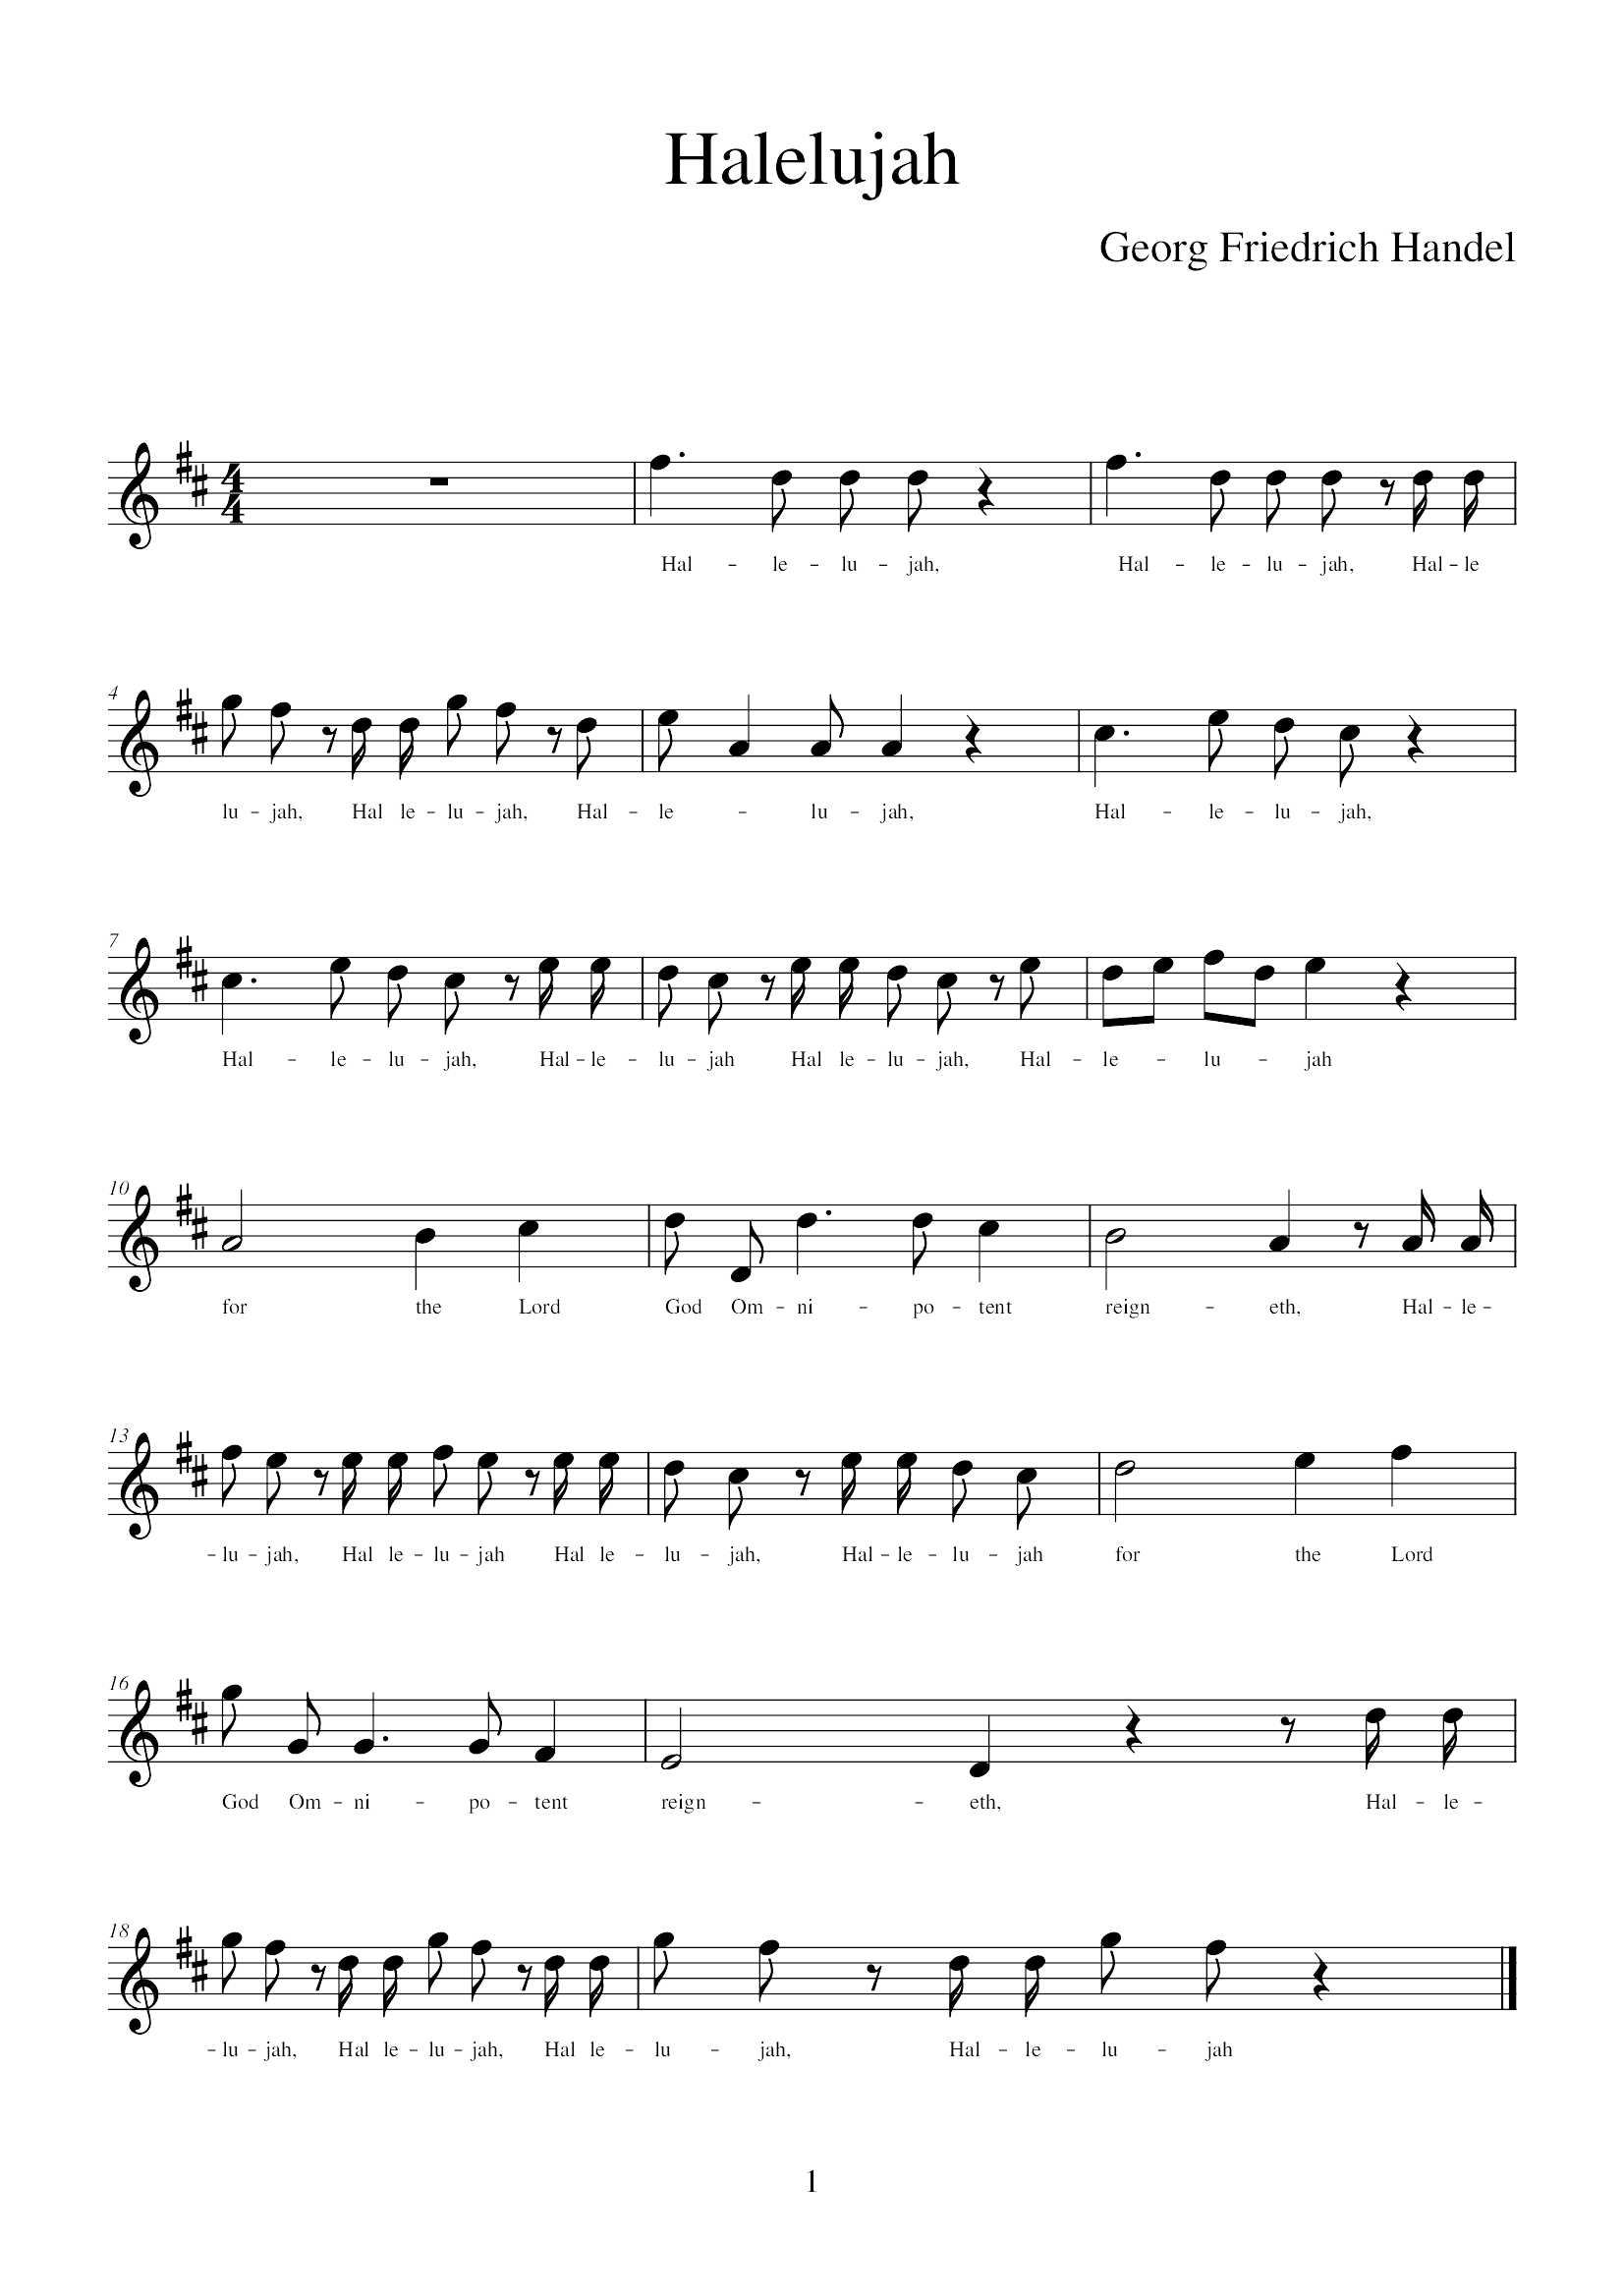 Halelujah
Georg Friedrich Handel
4
4
Hal - le - lu - jah, Hal - le - lu - jah, Hal - le
4
lu - jah, Hal le - lu - jah, Hal - le - lu - jah, Hal - le - lu - jah,
7
Hal - le - lu - jah, Hal - le - lu - jah Hal le - lu - jah, Hal - le - lu - jah
10
for the Lord God Om - ni - po - tent reign - eth, Hal - le -
13
- lu - jah, Hal le - lu - jah Hal le - lu - jah, Hal - le - lu - jah for the Lord
16
God Om - ni - po - tent reign - eth, Hal - le -
18
- lu - jah, Hal le - lu - jah, Hal le - lu - jah, Hal - le - lu - jah
1